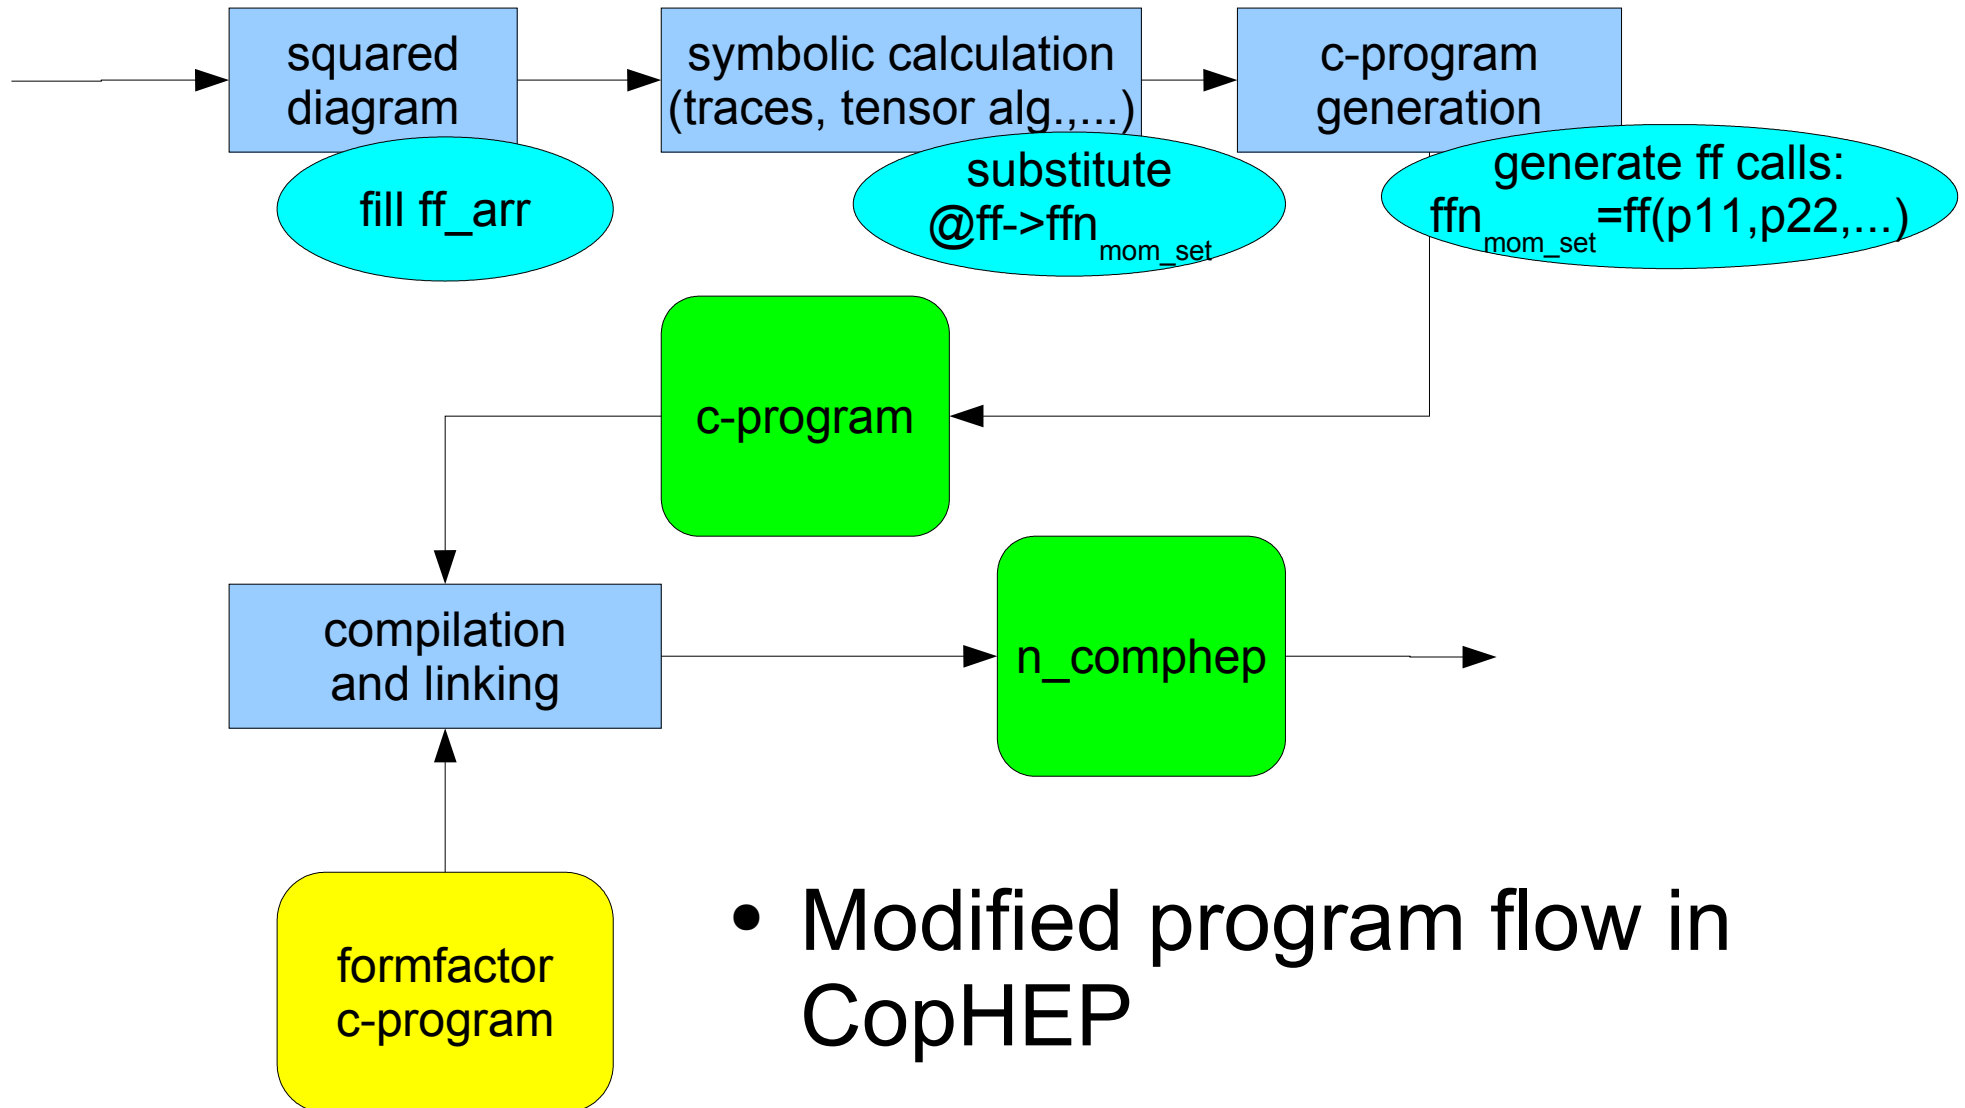 squared
diagram
symbolic calculation
(traces, tensor alg.,...)
c-program
generation
fill ff_arr
substitute
@ff->ffn mom_set
generate ff calls:
ffn mom_set =ff(p11,p22,...)
c-program
compilation
and linking
n_comphep
formfactor
c-program
• Modified program flow in
CopHEP